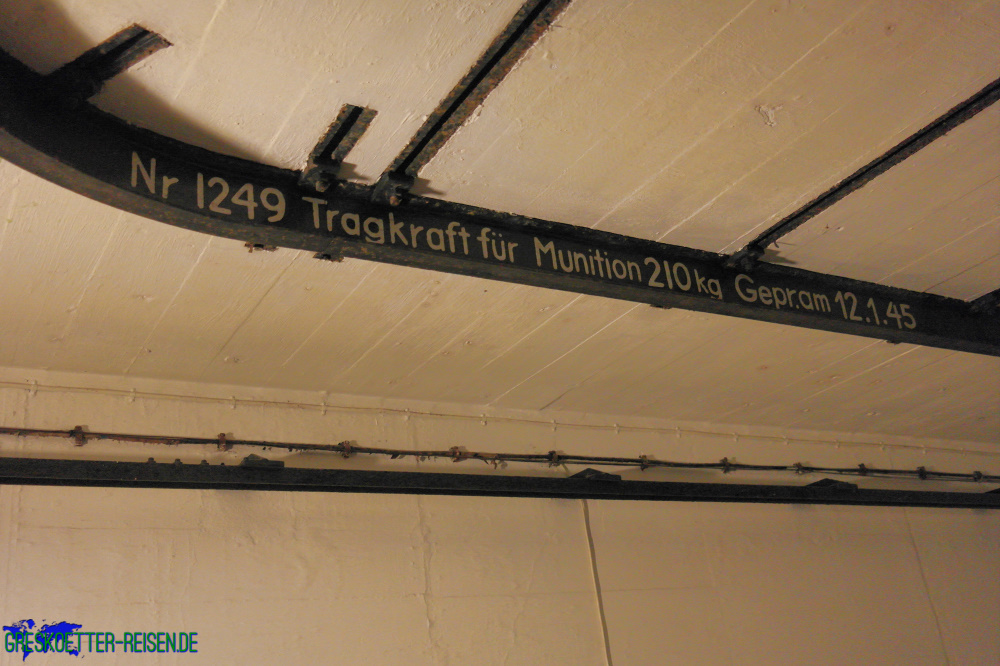 Nr 1249 Tragkraft für Munition 210 kg Gepr.am 12.1.45
GRESKOETTER-REISEN.DE